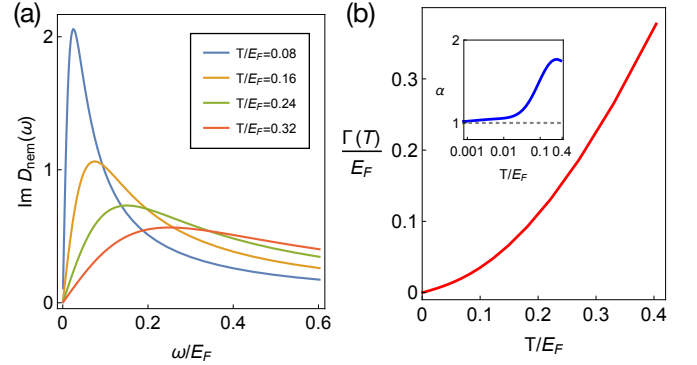 (a)
2
1
0
Im D_nem(ω)
T/E_F=0.08
T/E_F=0.16
T/E_F=0.24
T/E_F=0.32
0 0.2 0.4 0.6
ω/E_F
(b)
Γ(T)
E_F
0.3
0.2
0.1
0
2
α
1
0.001 0.01 0.1 0.4
T/E_F
0 0.1 0.2 0.3 0.4
T/E_F